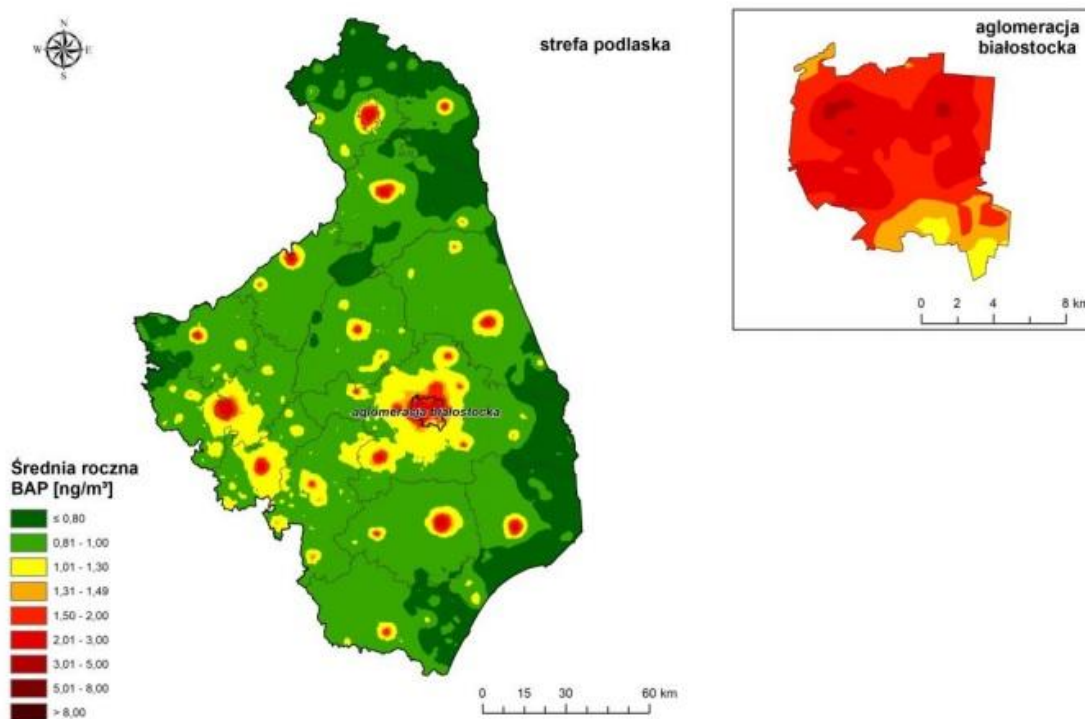 N
W E
S
strefa podlaska
aglomeracja
białostocka
0 2 4 8 km
aglomeracja białostocka
Średnia roczna
BAP [ng/m³]
≤ 0,80
0,81 - 1,00
1,01 - 1,30
1,31 - 1,49
1,50 - 2,00
2,01 - 3,00
3,01 - 5,00
5,01 - 8,00
> 8,00
0 15 30 60 km